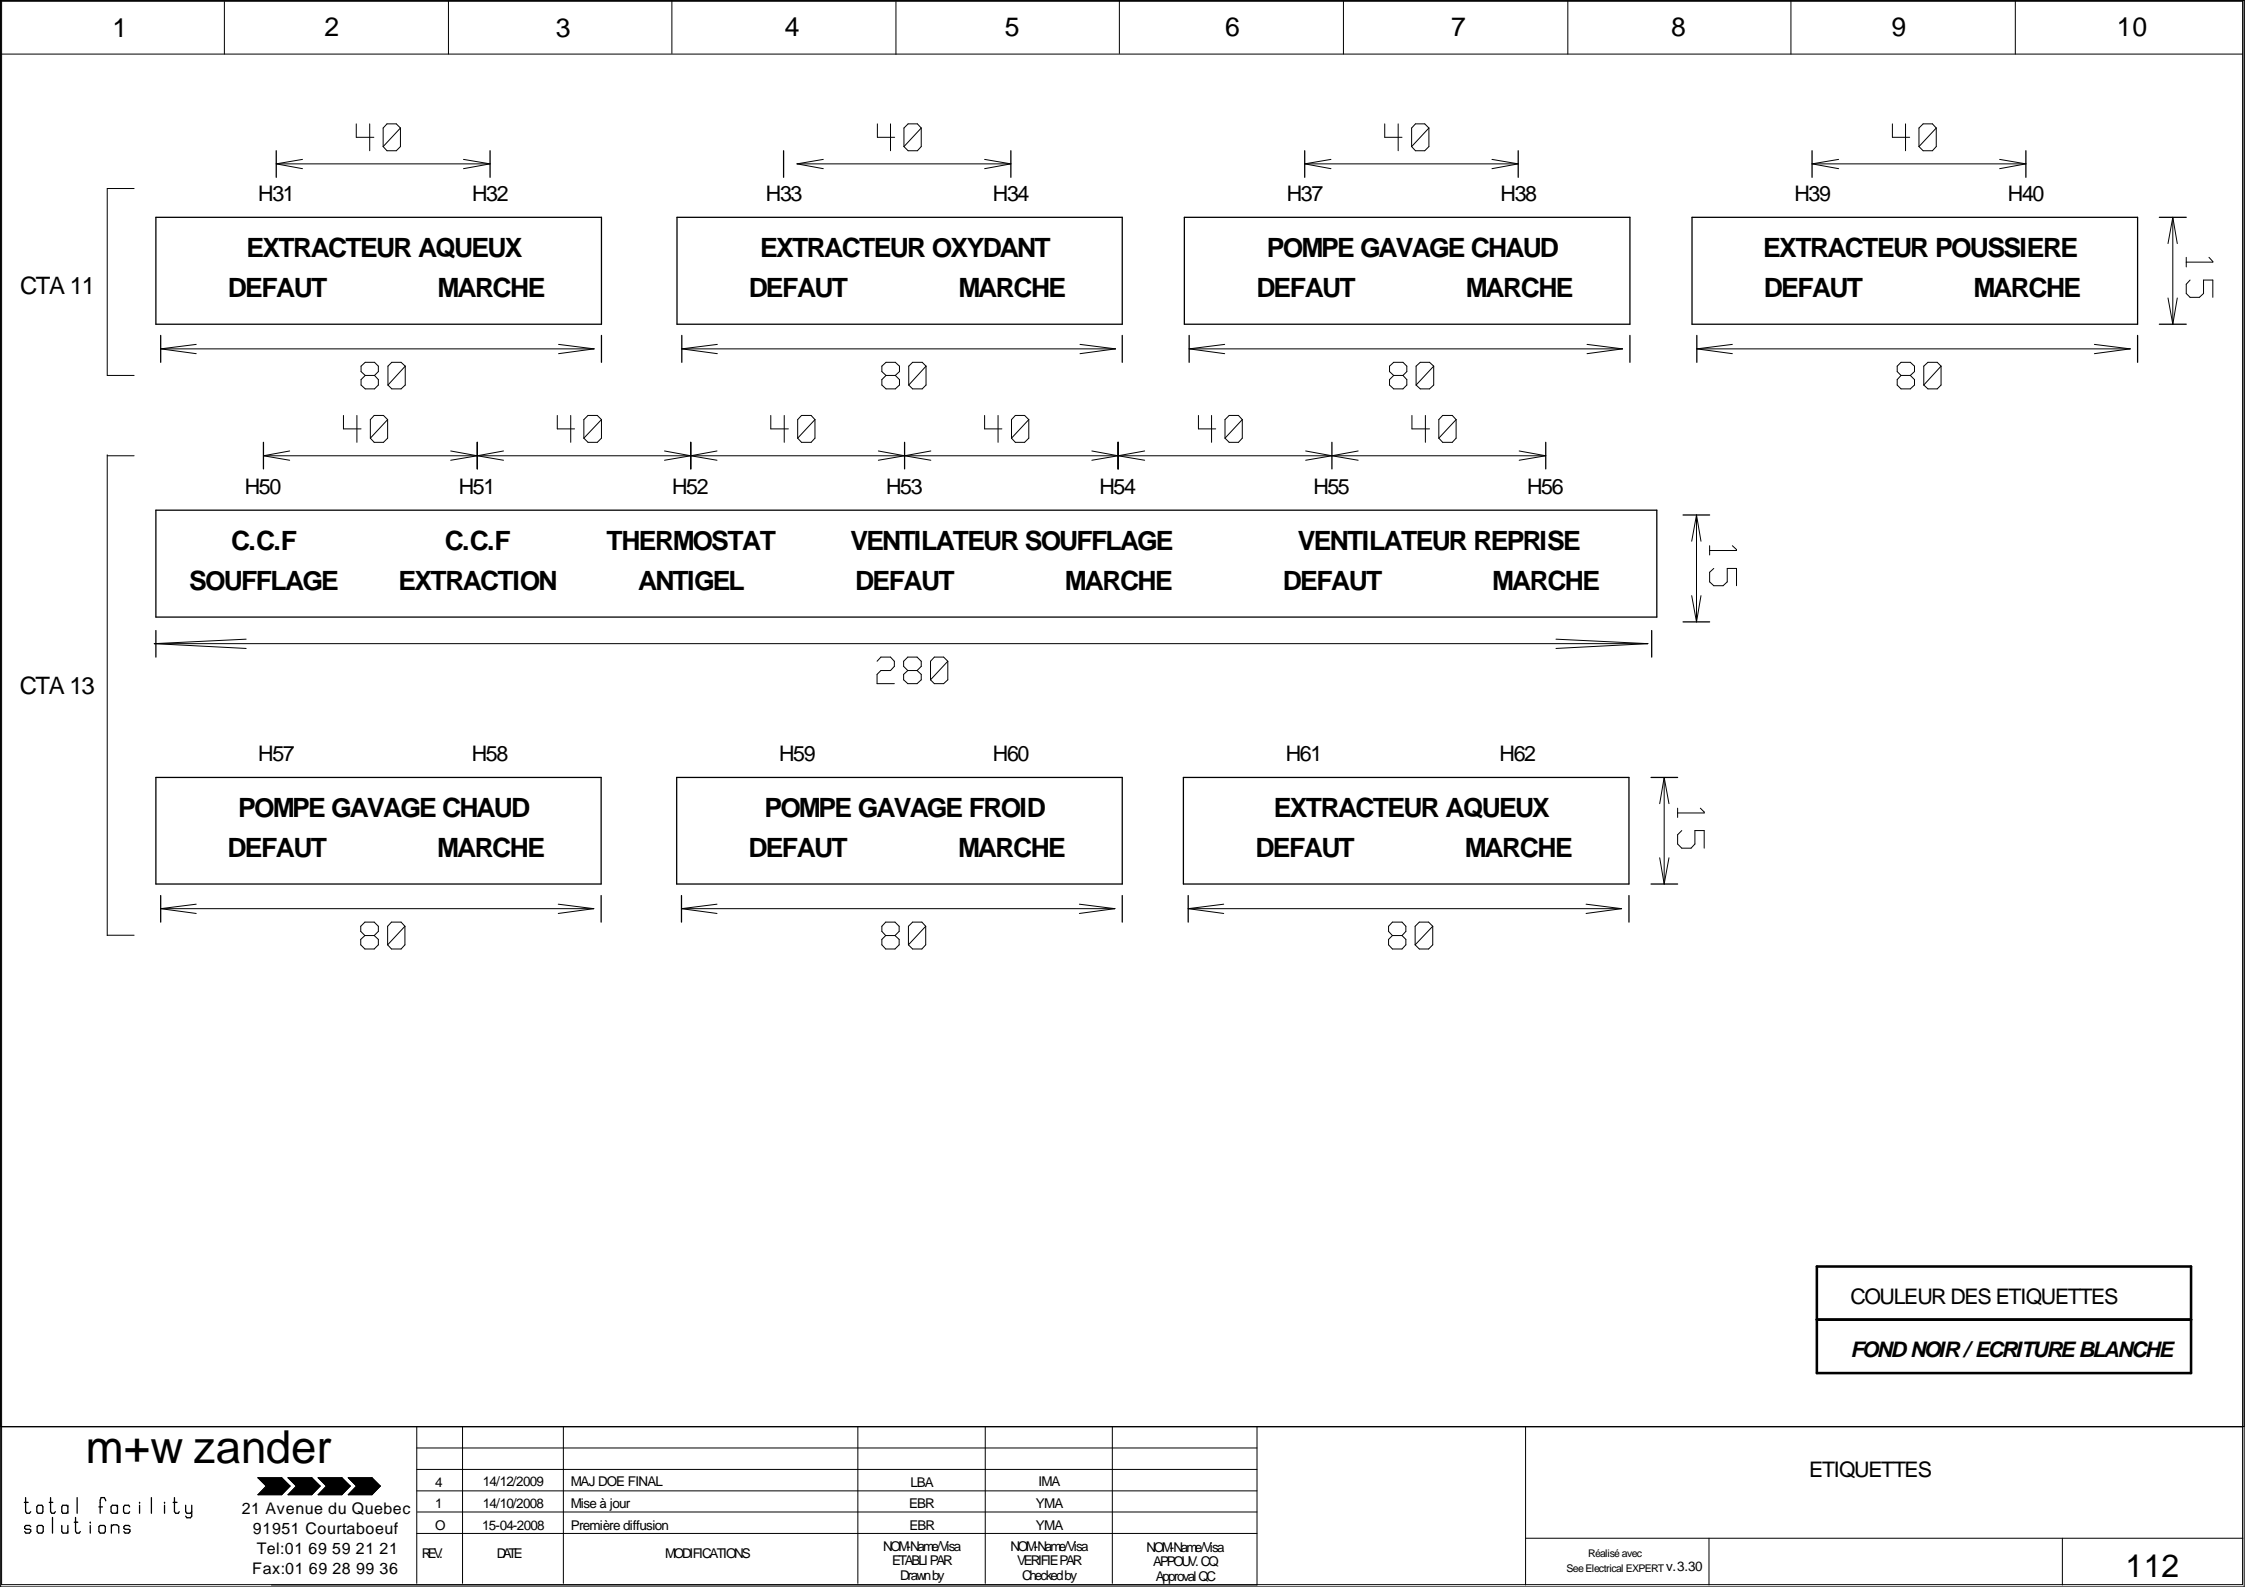 1 2 3 4 5 6 7 8 9 10
40 40 40 40
H31 H32 H33 H34 H37 H38 H39 H40
EXTRACTEUR AQUEUX EXTRACTEUR OXYDANT POMPE GAVAGE CHAUD EXTRACTEUR POUSSIERE
CTA 11
DEFAUT MARCHE DEFAUT MARCHE DEFAUT MARCHE DEFAUT MARCHE
15
80 80 80 80
40 40 40 40 40 40
H50 H51 H52 H53 H54 H55 H56
C.C.F C.C.F THERMOSTAT VENTILATEUR SOUFFLAGE VENTILATEUR REPRISE
SOUFFLAGE EXTRACTION ANTIGEL DEFAUT MARCHE DEFAUT MARCHE
15
280
CTA 13
H57 H58 H59 H60 H61 H62
POMPE GAVAGE CHAUD POMPE GAVAGE FROID EXTRACTEUR AQUEUX
DEFAUT MARCHE DEFAUT MARCHE DEFAUT MARCHE
15
80 80 80
COULEUR DES ETIQUETTES
FOND NOIR / ECRITURE BLANCHE
m+w zander
total facility
solutions
21 Avenue du Quebec
91951 Courtaboeuf
Tel:01 69 59 21 21
Fax:01 69 28 99 36
4 14/12/2009 MAJ DOE FINAL LBA IMA
1 14/10/2008 Mise à jour EBR YMA
O 15-04-2008 Première diffusion EBR YMA
REV. DATE MODIFICATIONS
NOM-Name/Visa
ETABLI PAR
Drawn by
NOM-Name/Visa
VERIFIE PAR
Checked by
NOM-Name/Visa
APPOUV. CQ
Approval QC
ETIQUETTES
Réalisé avec
See Electrical EXPERT V. 3.30
112